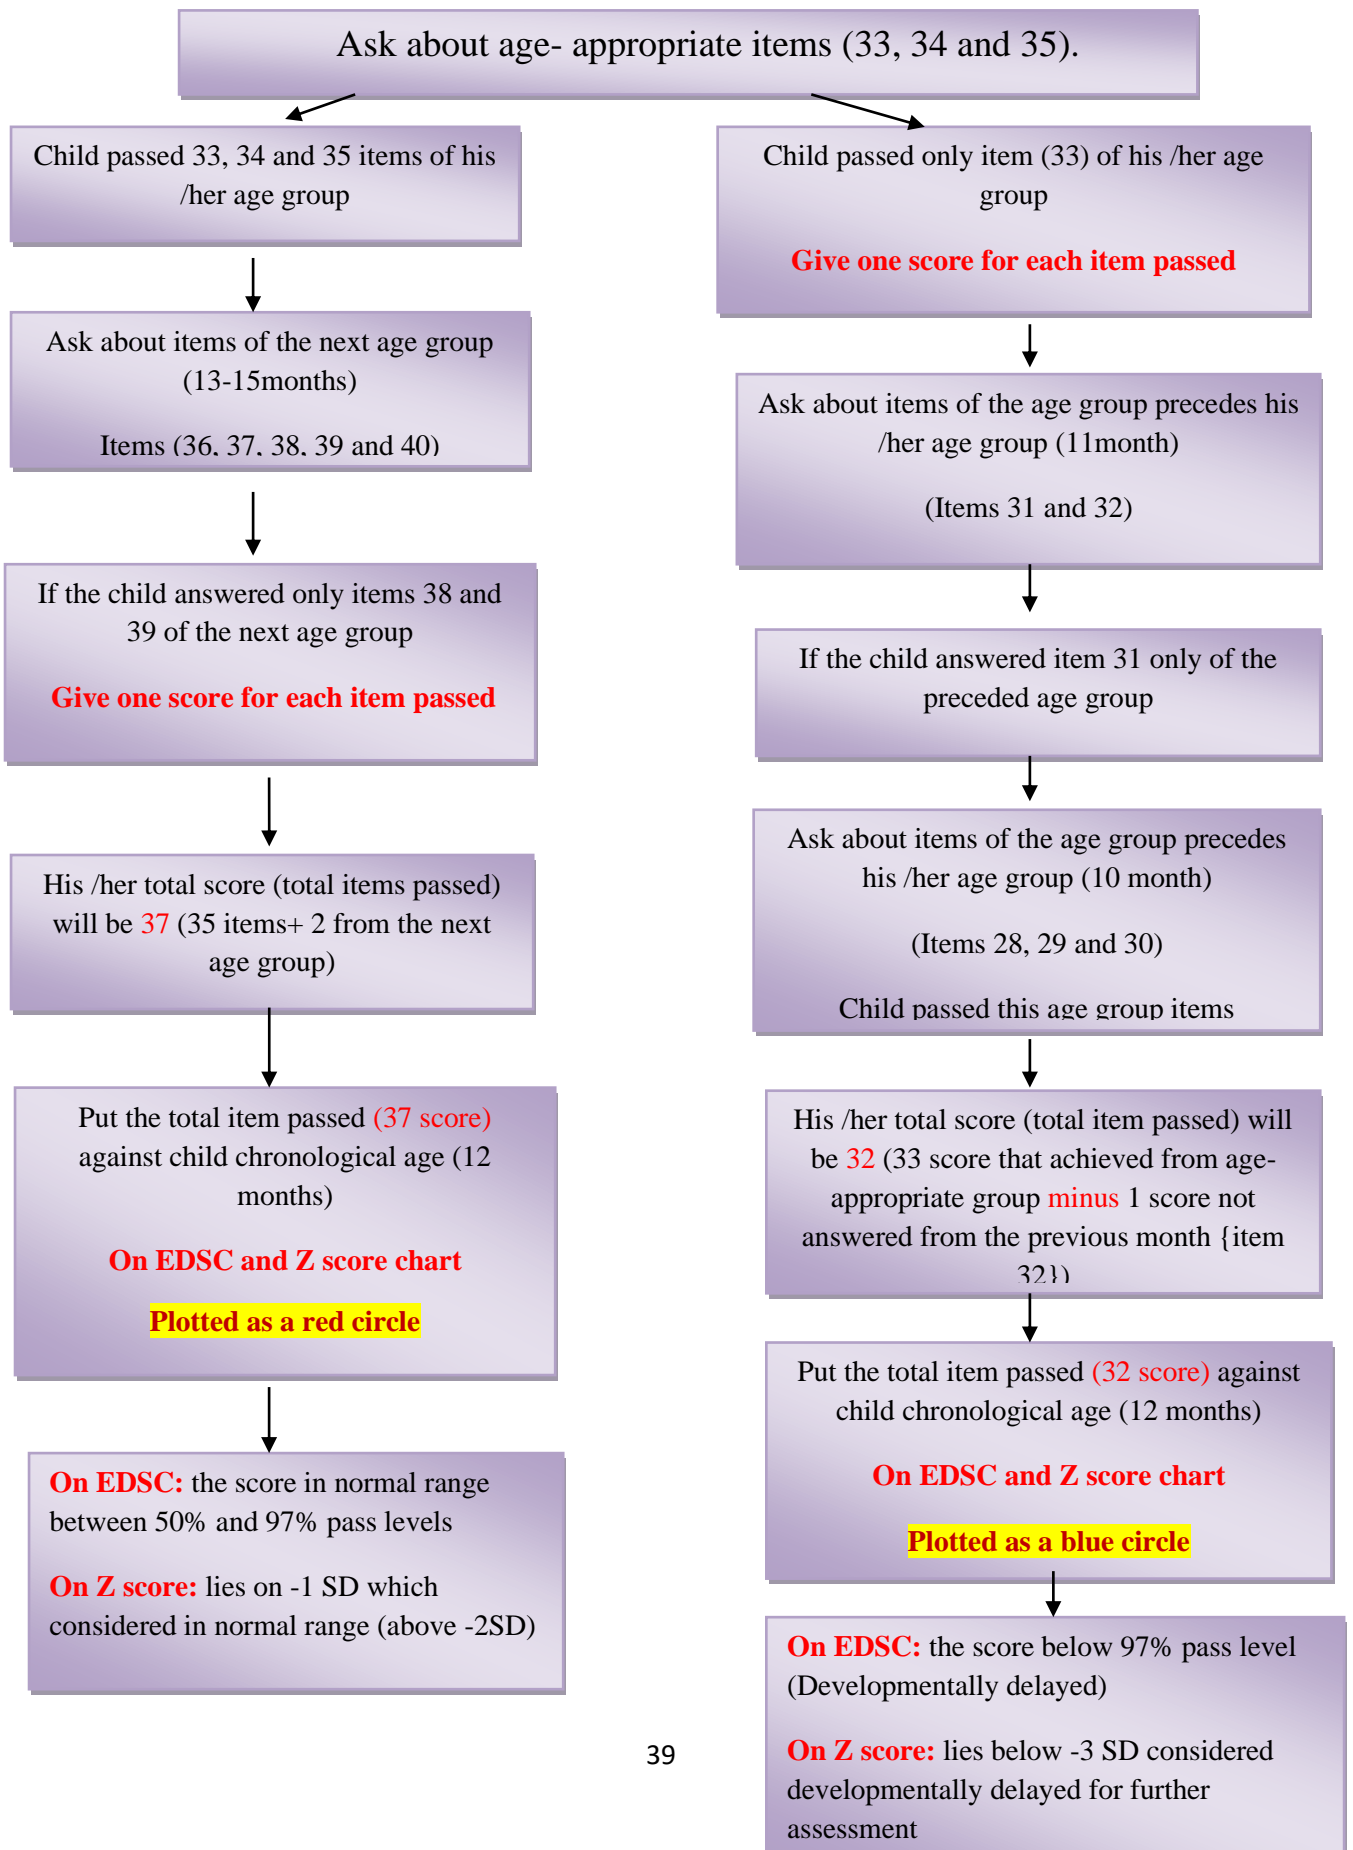 Ask about age- appropriate items (33, 34 and 35).
Child passed 33, 34 and 35 items of his
/her age group
Ask about items of the next age group
(13-15months)
Items (36, 37, 38, 39 and 40)
If the child answered only items 38 and
39 of the next age group
Give one score for each item passed
His /her total score (total items passed)
will be 37 (35 items+ 2 from the next
age group)
Put the total item passed (37 score)
against child chronological age (12
months)
On EDSC and Z score chart
Plotted as a red circle
On EDSC: the score in normal range
between 50% and 97% pass levels
On Z score: lies on -1 SD which
considered in normal range (above -2SD)
Child passed only item (33) of his /her age
group
Give one score for each item passed
Ask about items of the age group precedes his
/her age group (11month)
(Items 31 and 32)
If the child answered item 31 only of the
preceded age group
Ask about items of the age group precedes
his /her age group (10 month)
(Items 28, 29 and 30)
Child passed this age group items
His /her total score (total item passed) will
be 32 (33 score that achieved from age-
appropriate group minus 1 score not
answered from the previous month {item
32})
Put the total item passed (32 score) against
child chronological age (12 months)
On EDSC and Z score chart
Plotted as a blue circle
On EDSC: the score below 97% pass level
(Developmentally delayed)
On Z score: lies below -3 SD considered
developmentally delayed for further
assessment
39